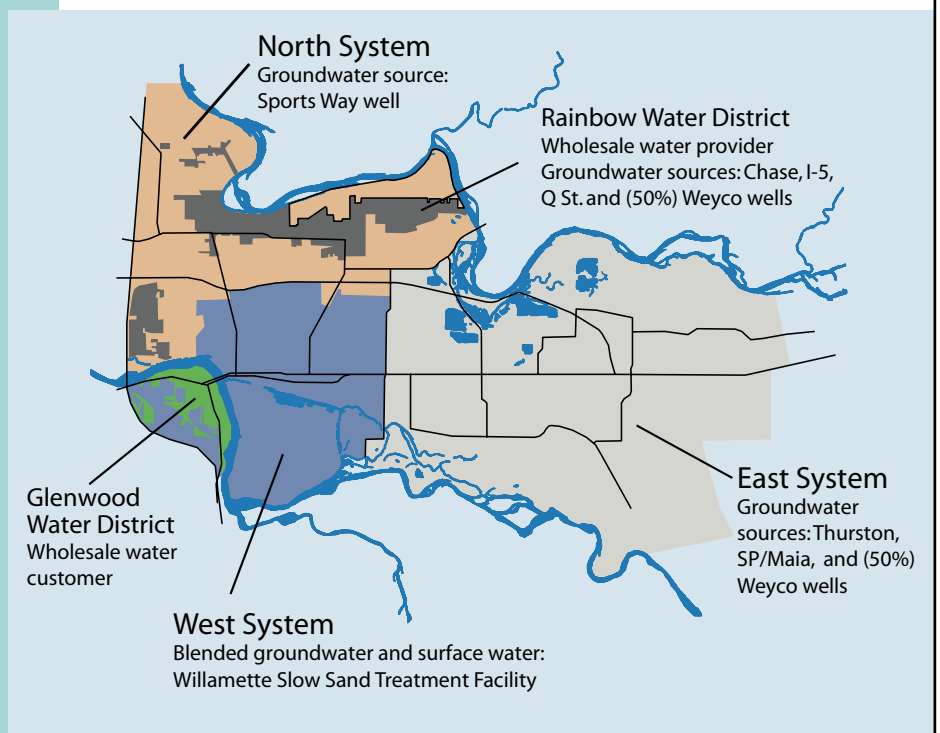 North System
Groundwater source:
Sports Way well
Rainbow Water District
Wholesale water provider
Groundwater sources: Chase, I-5,
Q St. and (50%) Weyco wells
Glenwood
Water District
Wholesale water
customer
East System
Groundwater
sources: Thurston,
SP/Maia, and (50%)
Weyco wells
West System
Blended groundwater and surface water:
Willamette Slow Sand Treatment Facility